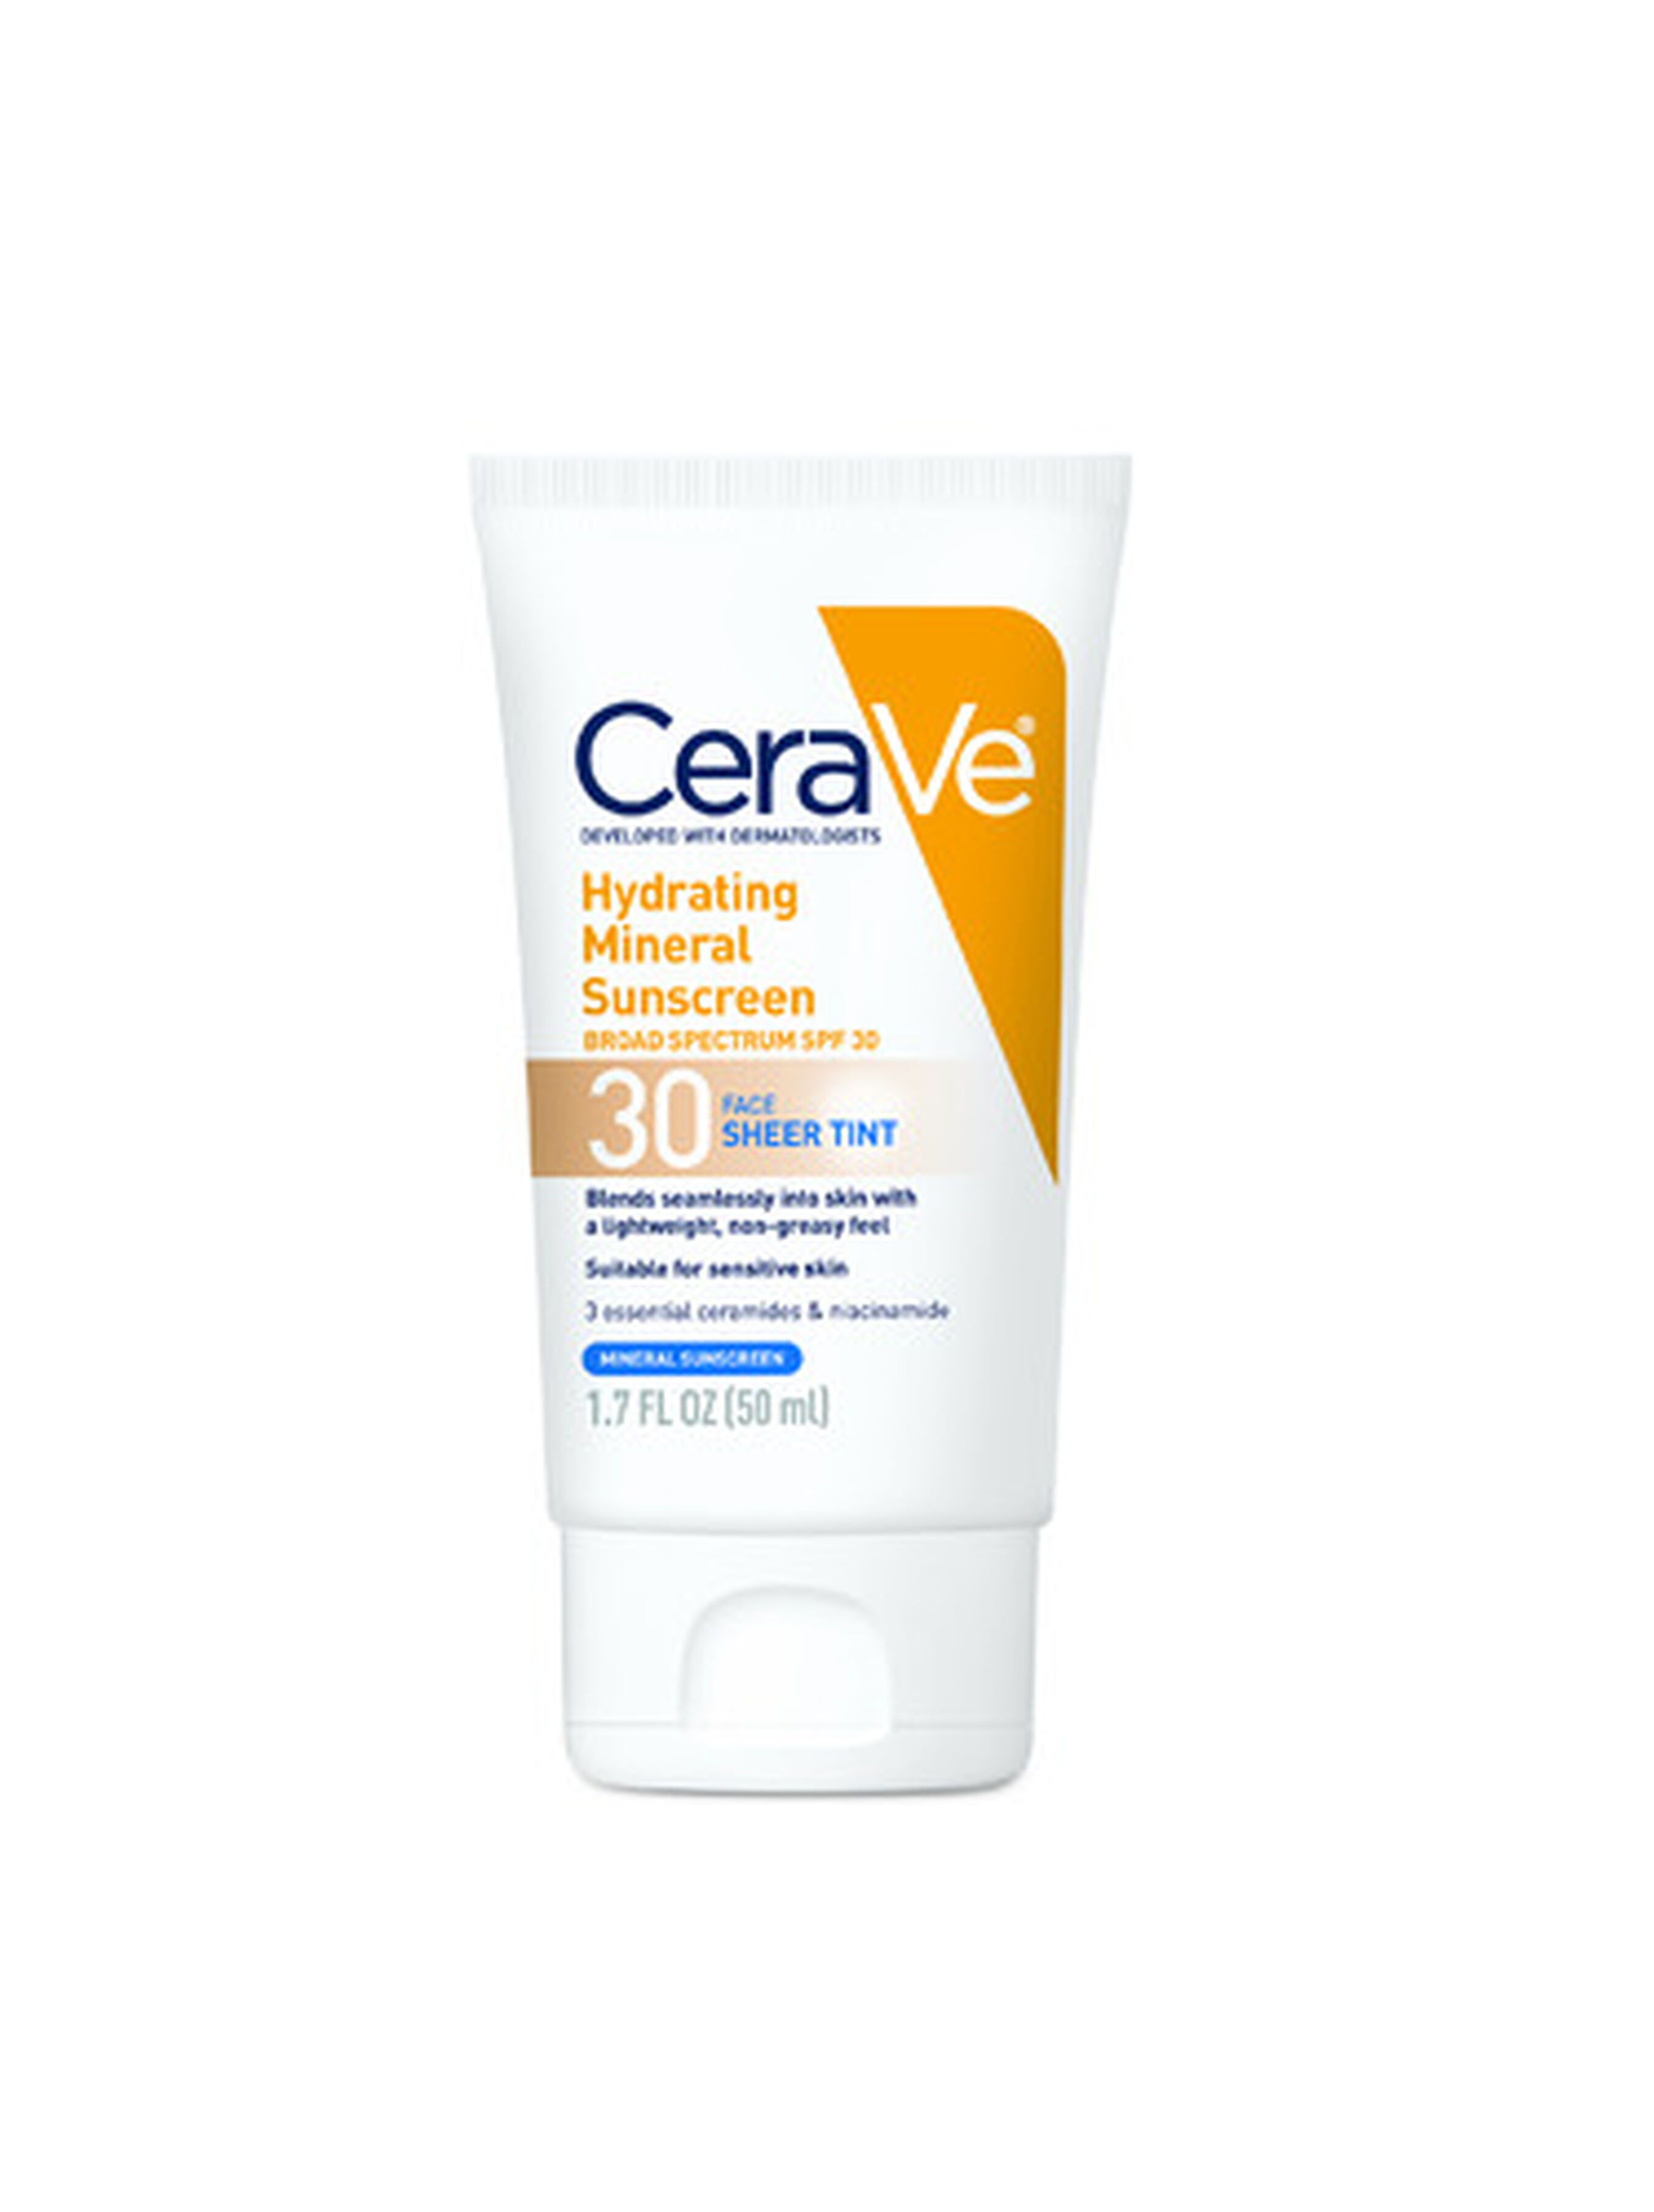 CeraVe®
DEVELOPED WITH DERMATOLOGISTS
Hydrating
Mineral
Sunscreen
BROAD SPECTRUM SPF 30
30 FACE
SHEER TINT
Blends seamlessly into skin with
a lightweight, non-greasy feel
Suitable for sensitive skin
3 essential ceramides & niacinamide
MINERAL SUNSCREEN
1.7 FL OZ (50 ml)